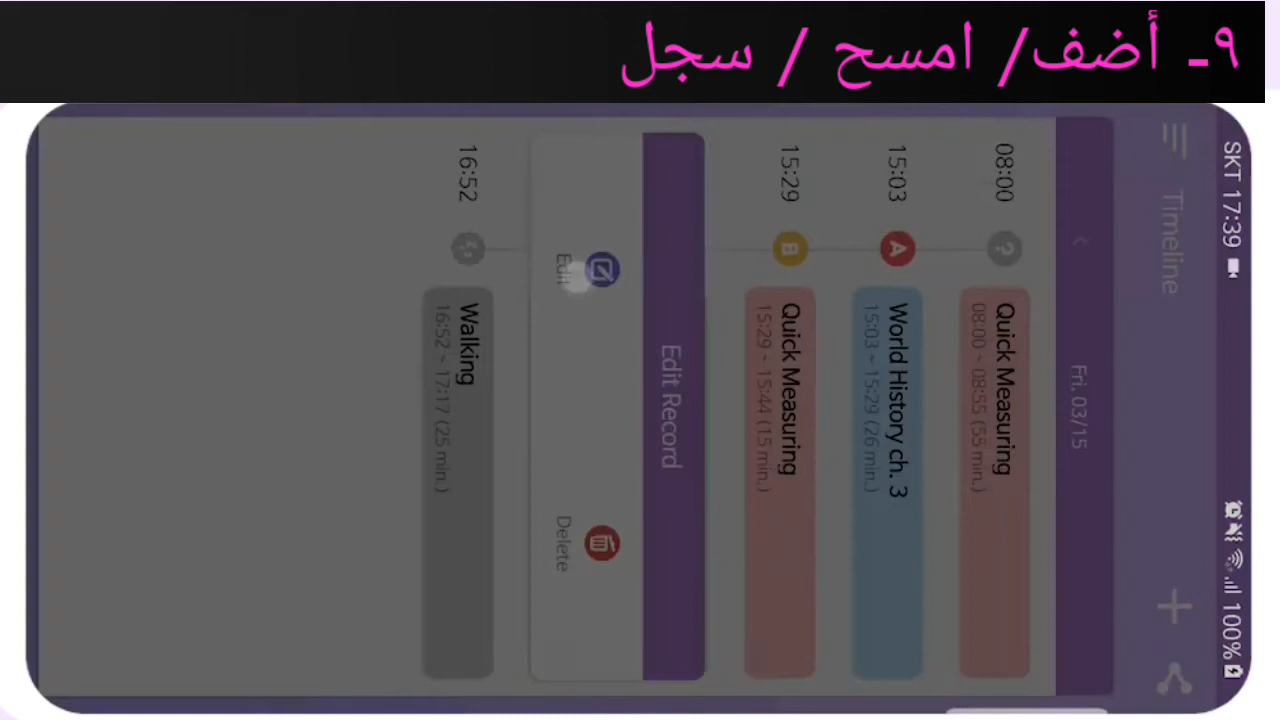 ٩- أضف/ امسح / سجل
SKT 17:39
100%
Timeline
Fri. 03/15
08:00
Quick Measuring
08:00 ~ 08:55 (55 min.)
15:03
A
World History ch. 3
15:03 ~ 15:29 (26 min.)
15:29
B
Quick Measuring
15:29 ~ 15:44 (15 min.)
Edit Record
Edit
Delete
16:52
Walking
16:52 ~ 17:17 (25 min.)